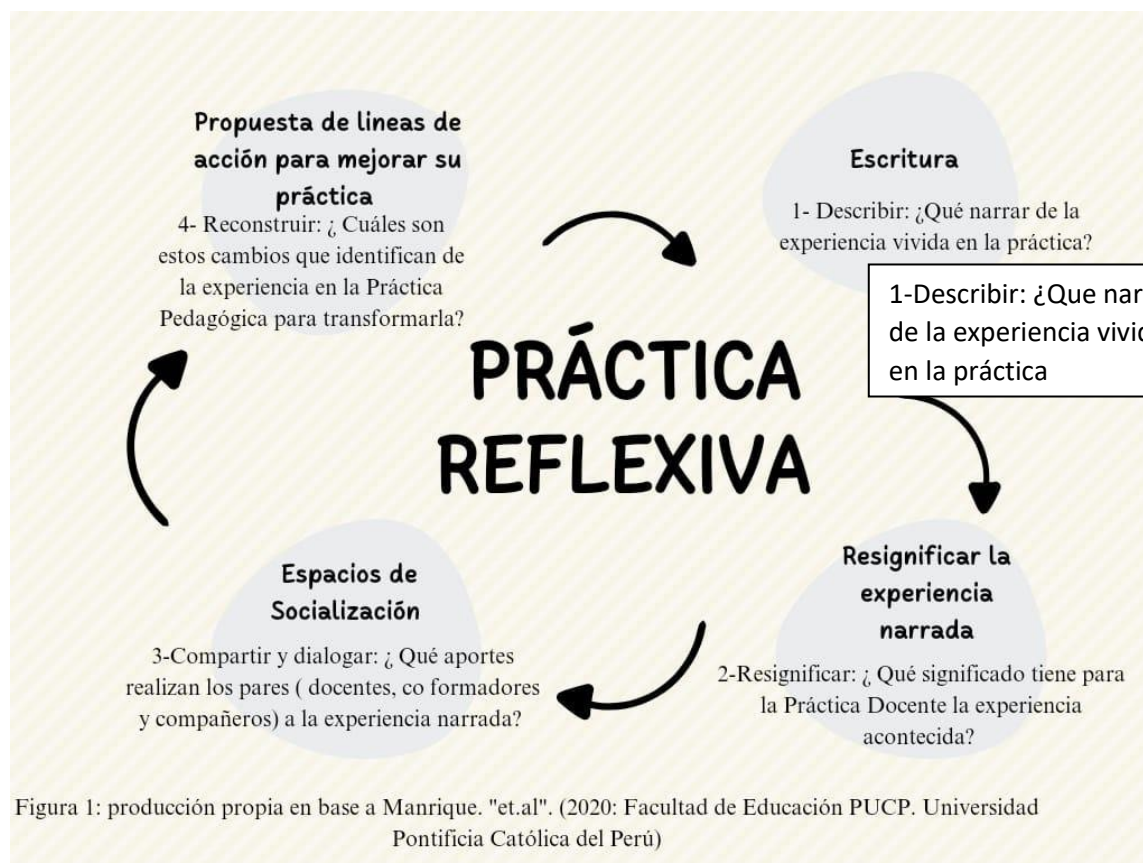 Propuesta de lineas de
acción para mejorar su
práctica
4- Reconstruir: ¿ Cuáles son
estos cambios que identifican de
la experiencia en la Práctica
Pedagógica para transformarla?
Escritura
1- Describir: ¿Qué narrar de la
experiencia vivida en la práctica?
1-Describir: ¿Que
de la experiencia
en la práctica
PRÁCTICA
REFLEXIVA
Resignificar la
experiencia
narrada
2-Resignificar: ¿ Qué significado tiene para
la Práctica Docente la experiencia
acontecida?
Espacios de
Socialización
3-Compartir y dialogar: ¿ Qué aportes
realizan los pares ( docentes, co formadores
y compañeros) a la experiencia narrada?
Figura 1: producción propia en base a Manrique. "et.al". (2020: Facultad de Educación PUCP. Universidad
Pontificia Católica del Perú)